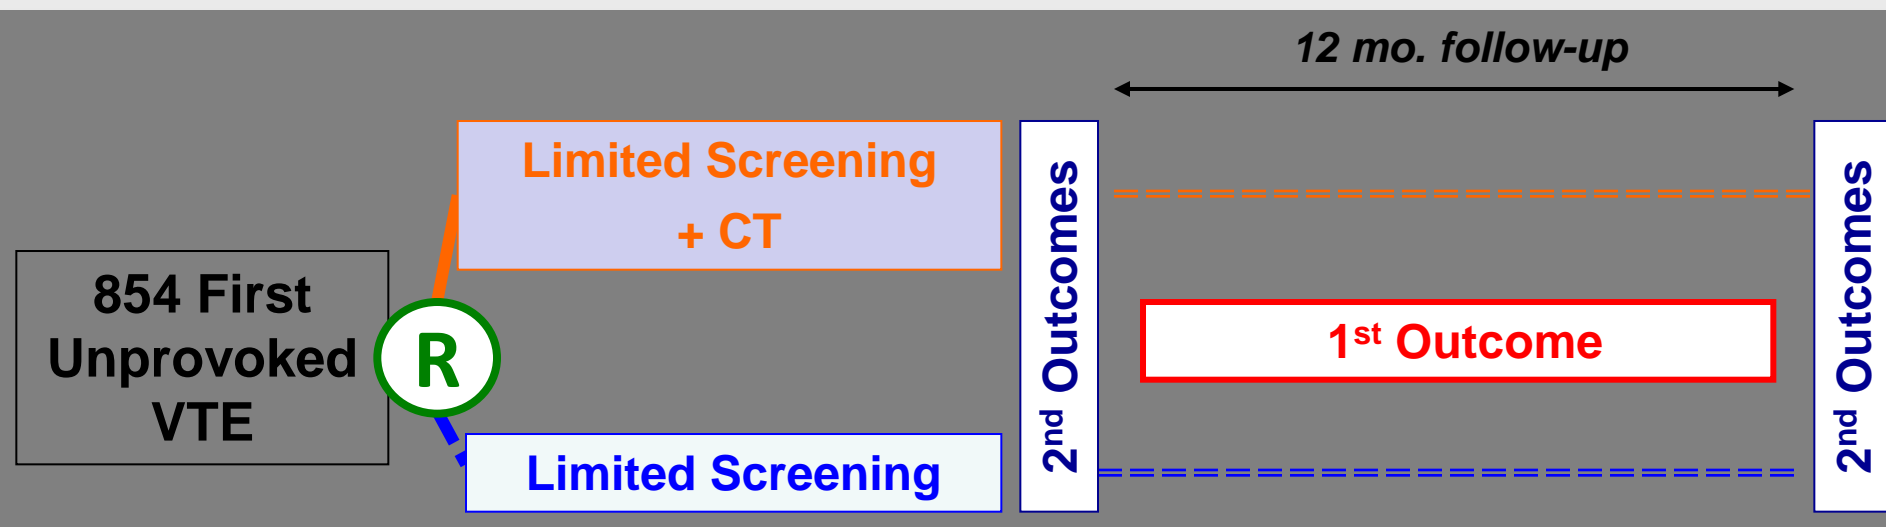 12 mo. follow-up
Limited Screening
+ CT
854 First
Unprovoked
VTE
R
Limited Screening
2nd Outcomes
1st Outcome
2nd Outcomes